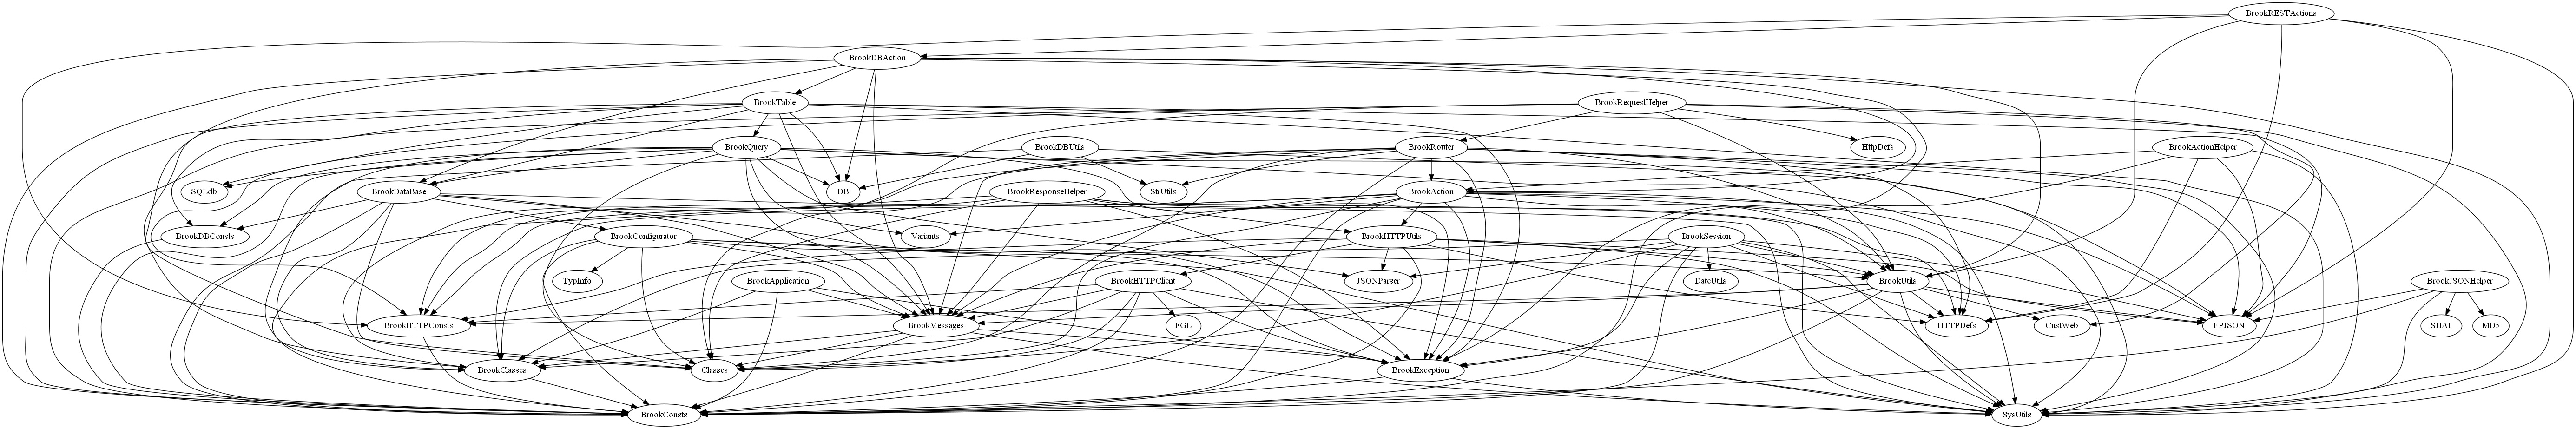 BrookRESTActions
BrookDBAction
BrookTable
BrookRequestHelper
BrookQuery
BrookDBUtils
BrookRouter
HttpDefs
BrookActionHelper
SQLdb
BrookDataBase
DB
BrookResponseHelper
StrUtils
BrookAction
BrookDBConsts
BrookConfigurator
Variants
BrookHTTPUtils
BrookSession
TypInfo
BrookApplication
BrookHTTPClient
JSONParser
DateUtils
BrookUtils
BrookJSONHelper
BrookHTTPConsts
BrookMessages
FGL
HTTPDefs
CustWeb
FPJSON
SHA1
MD5
BrookClasses
Classes
BrookException
BrookConsts
SysUtils